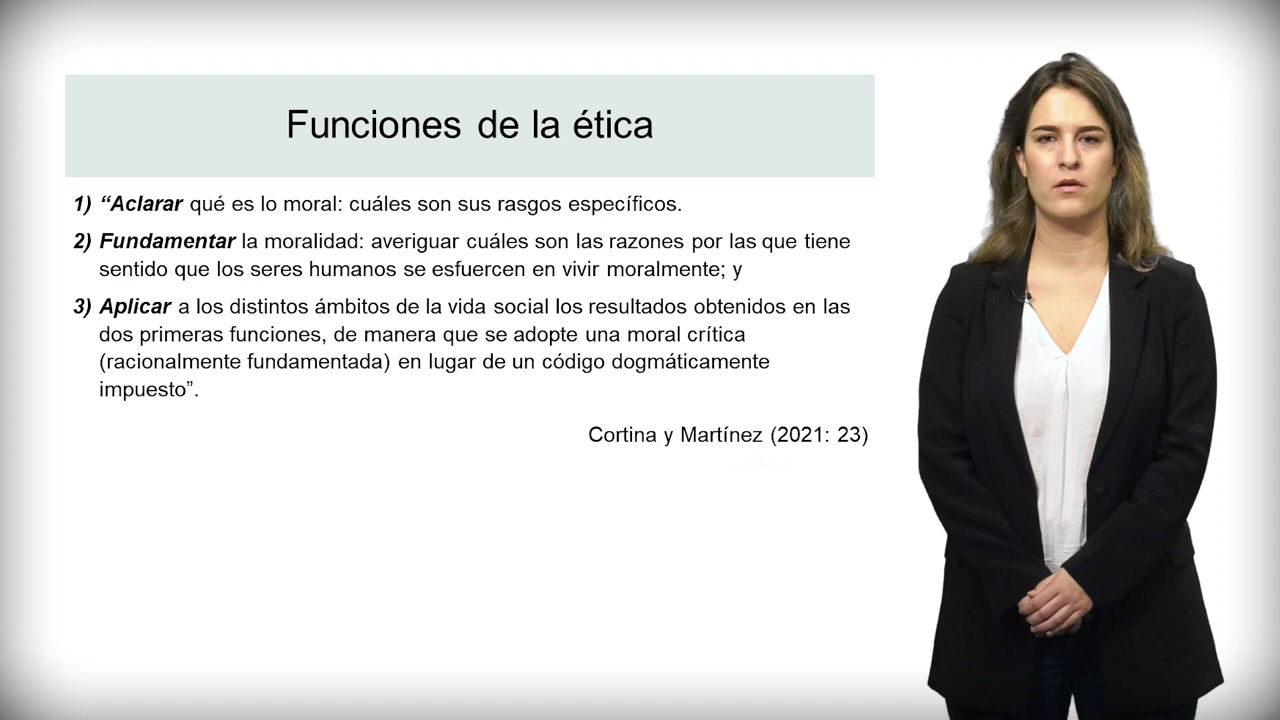 Funciones de la ética
1) “Aclarar qué es lo moral: cuáles son sus rasgos específicos.
2) Fundamentar la moralidad: averiguar cuáles son las razones por las que tiene
sentido que los seres humanos se esfuercen en vivir moralmente; y
3) Aplicar a los distintos ámbitos de la vida social los resultados obtenidos en las
dos primeras funciones, de manera que se adopte una moral crítica
(racionalmente fundamentada) en lugar de un código dogmáticamente
impuesto”.
Cortina y Martínez (2021: 23)